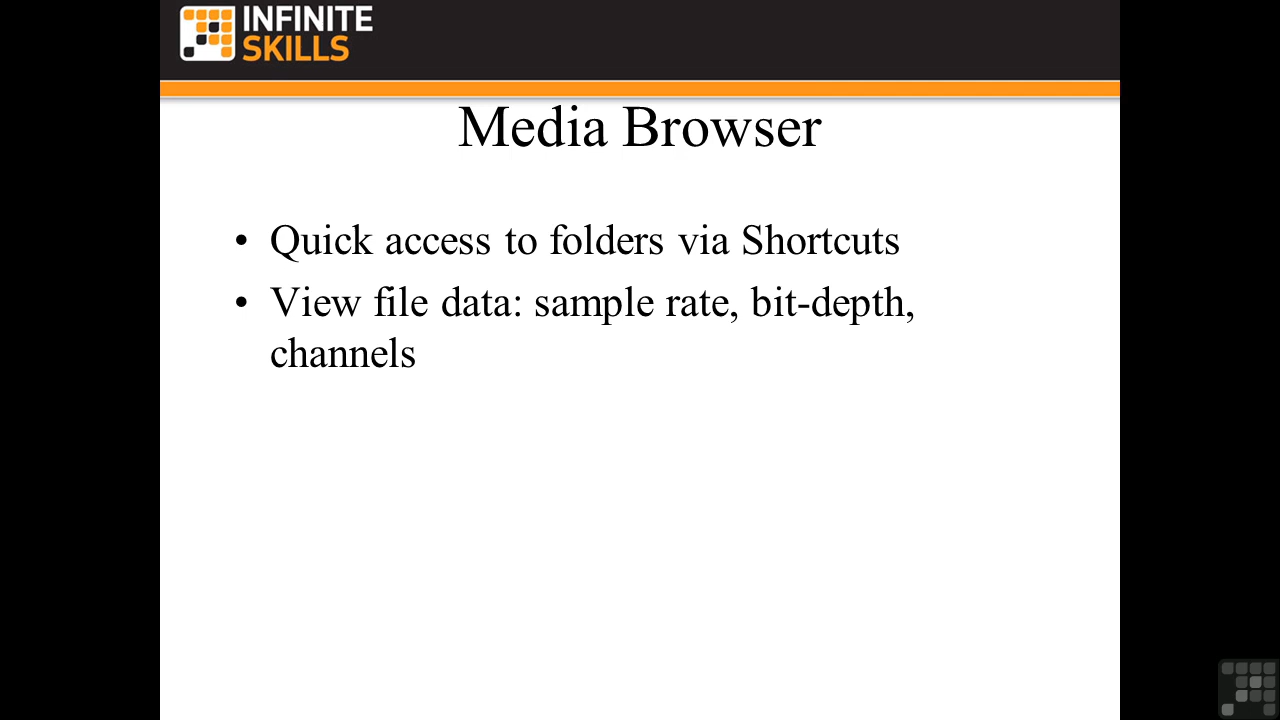 INFINITE
SKILLS
Media Browser
• Quick access to folders via Shortcuts
• View file data: sample rate, bit-depth,
channels